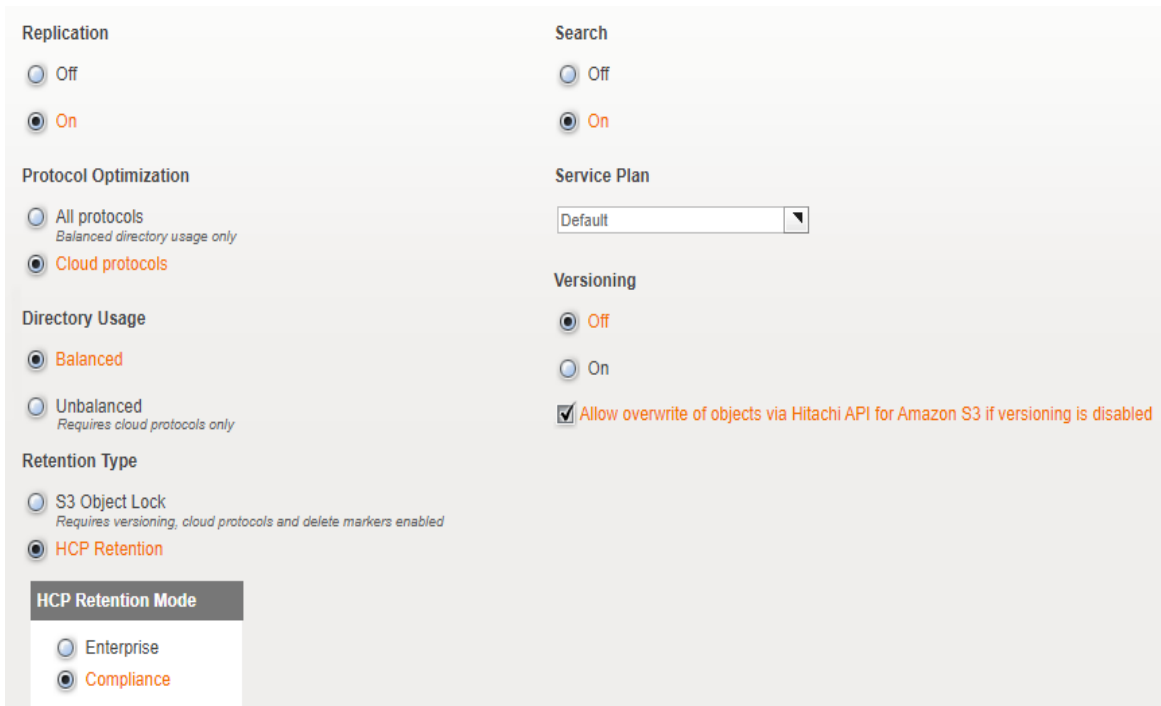 Replication
Off
On
Protocol Optimization
All protocols
Balanced directory usage only
Cloud protocols
Directory Usage
Balanced
Unbalanced
Requires cloud protocols only
Retention Type
S3 Object Lock
Requires versioning, cloud protocols and delete markers enabled
HCP Retention
HCP Retention Mode
Enterprise
Compliance
Search
Off
On
Service Plan
Default
Versioning
Off
On
Allow overwrite of objects via Hitachi API for Amazon S3 if versioning is disabled